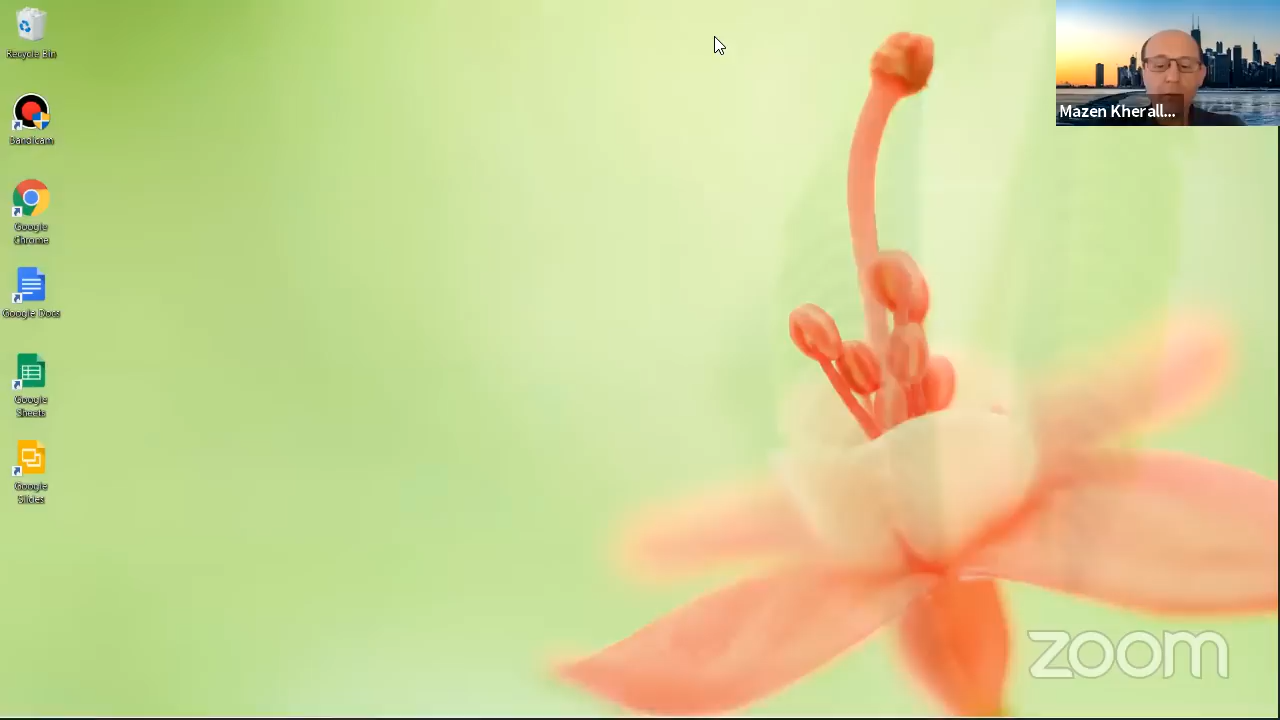 Recycle Bin
Bandicam
Google
Chrome
Google Docs
Google
Sheets
Google
Slides
Mazen Kherall...
zoom